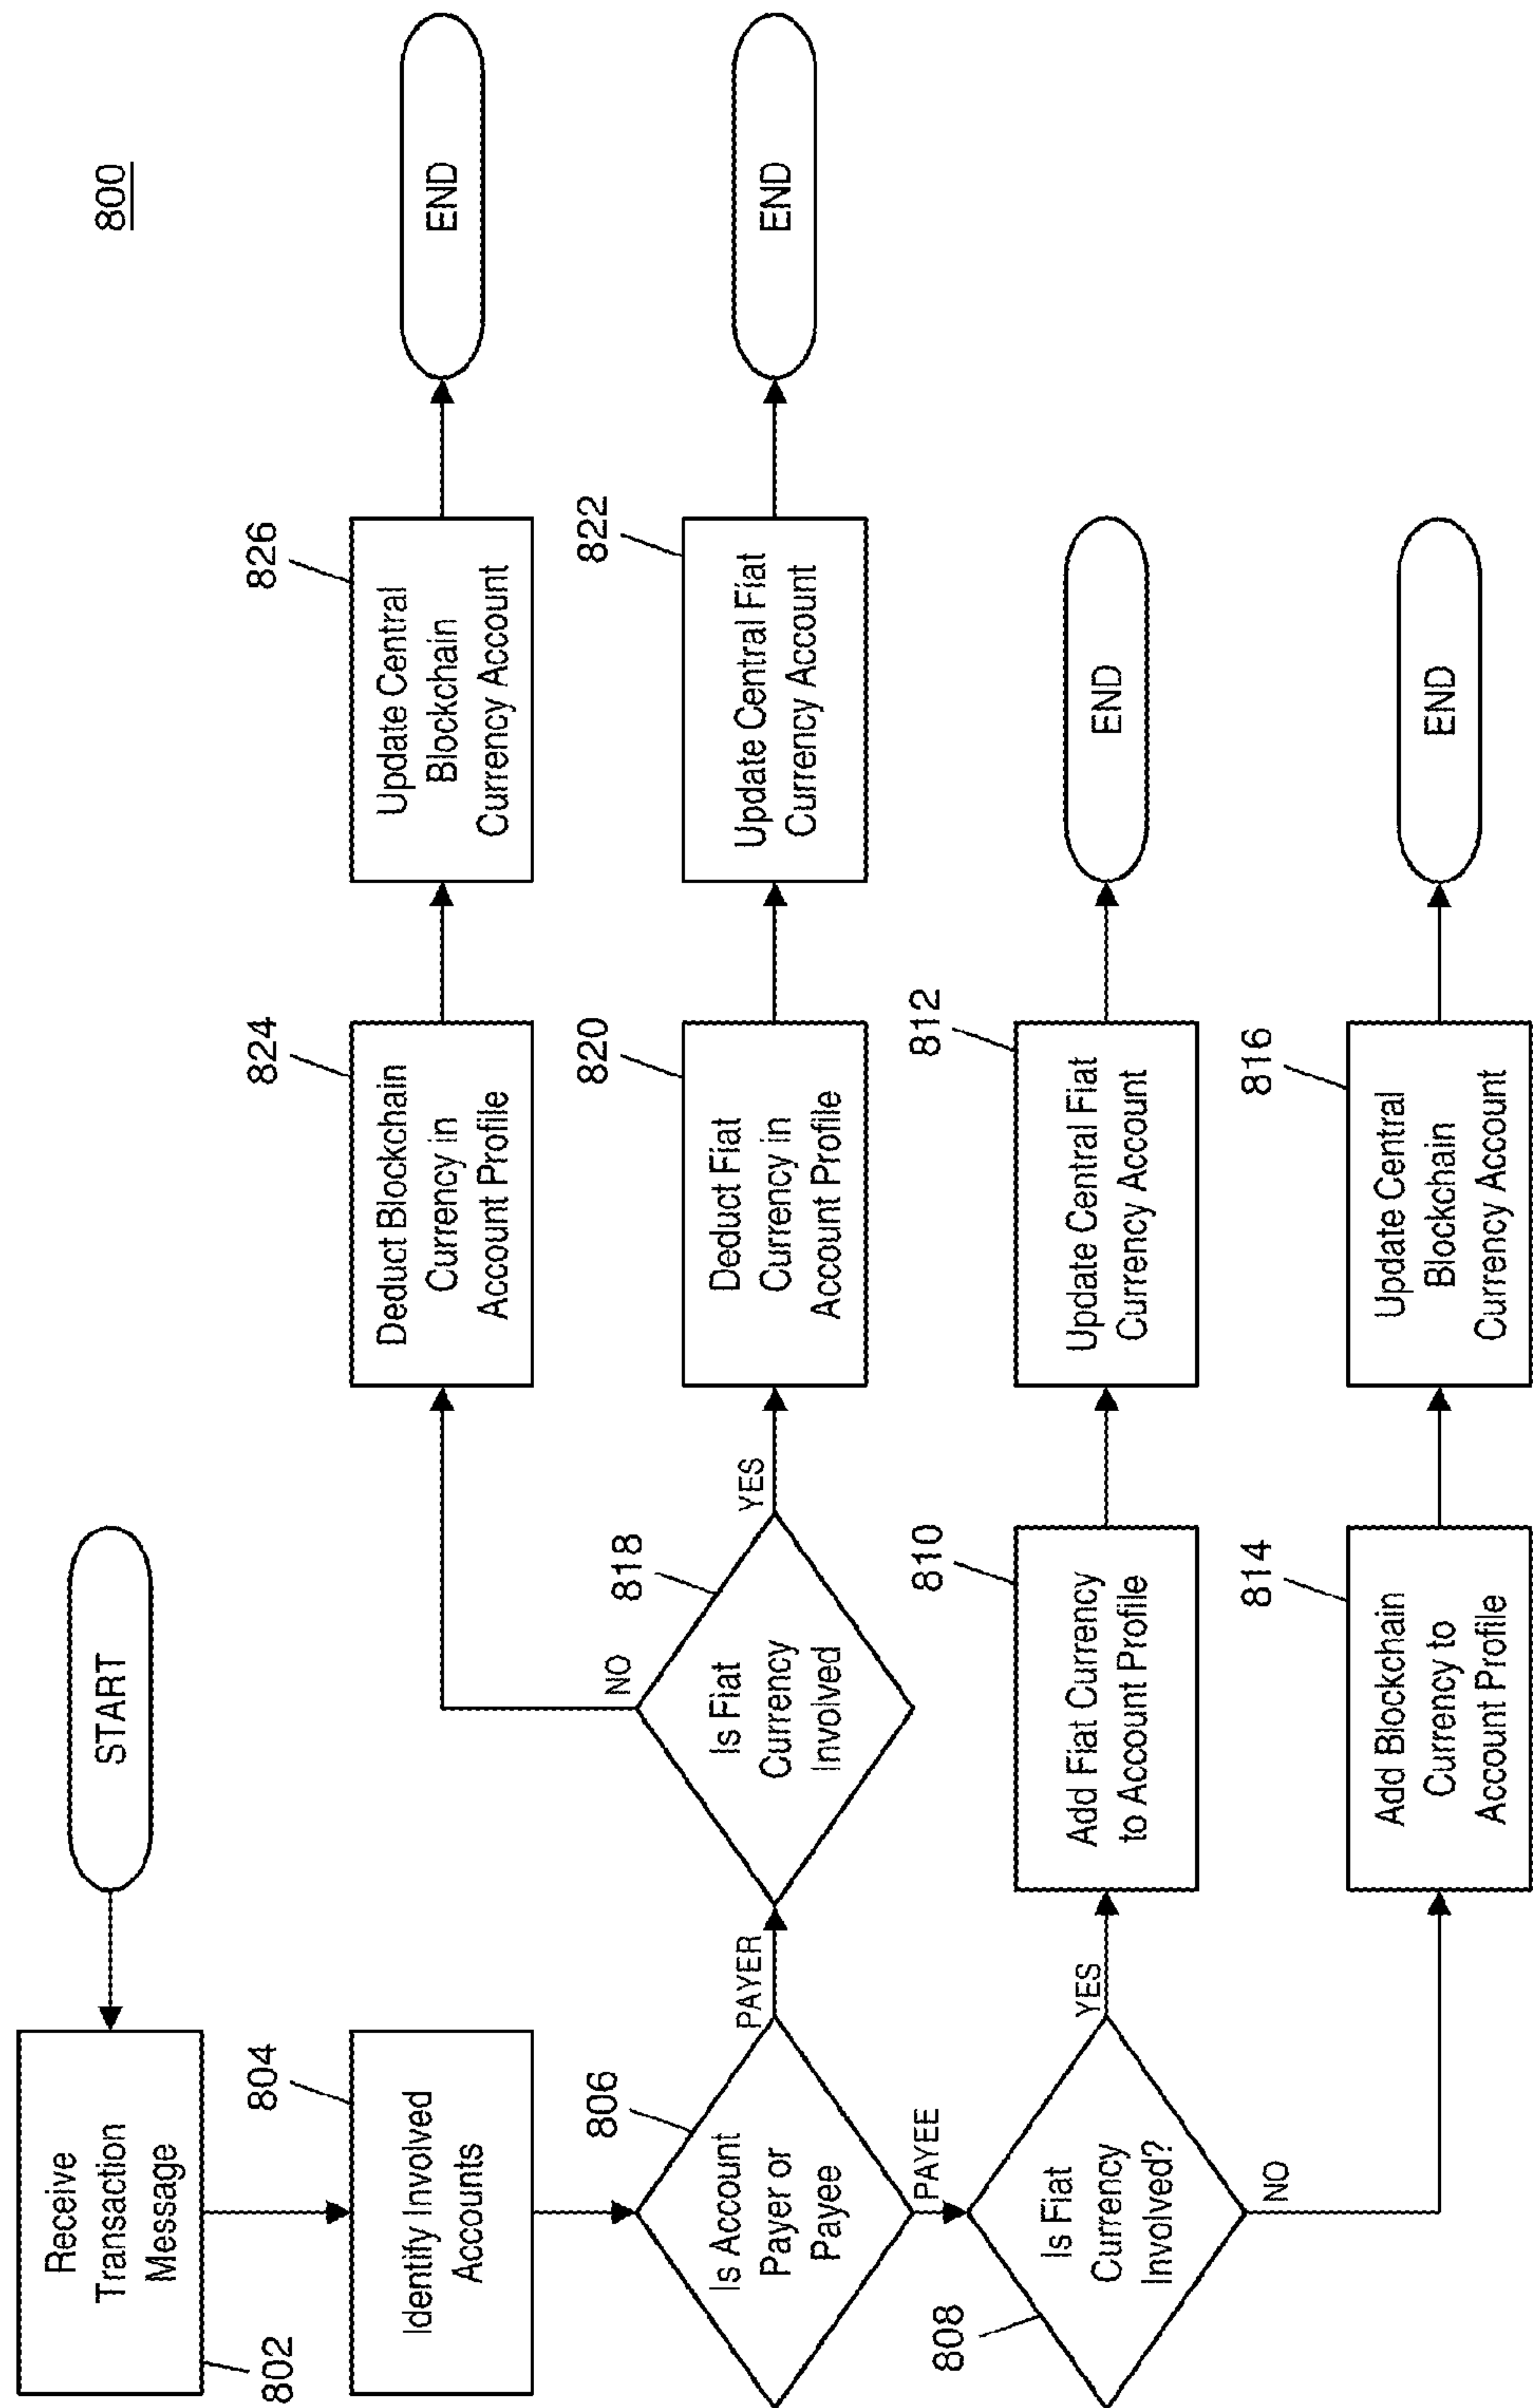 800
START
Receive
Transaction
Message
802
Identify Involved
Accounts
804
Is Account
Payer or
Payee
806
PAYER
PAYEE
Is Fiat
Currency
Involved?
808
YES
NO
Add Fiat Currency
to Account Profile
810
Update Central Fiat
Currency Account
812
END
Add Blockchain
Currency to
Account Profile
814
Update Central
Blockchain
Currency Account
816
END
Is Fiat
Currency
Involved
818
YES
NO
Deduct Fiat
Currency in
Account Profile
820
Update Central Fiat
Currency Account
822
END
Deduct Blockchain
Currency in
Account Profile
824
Update Central
Blockchain
Currency Account
826
END